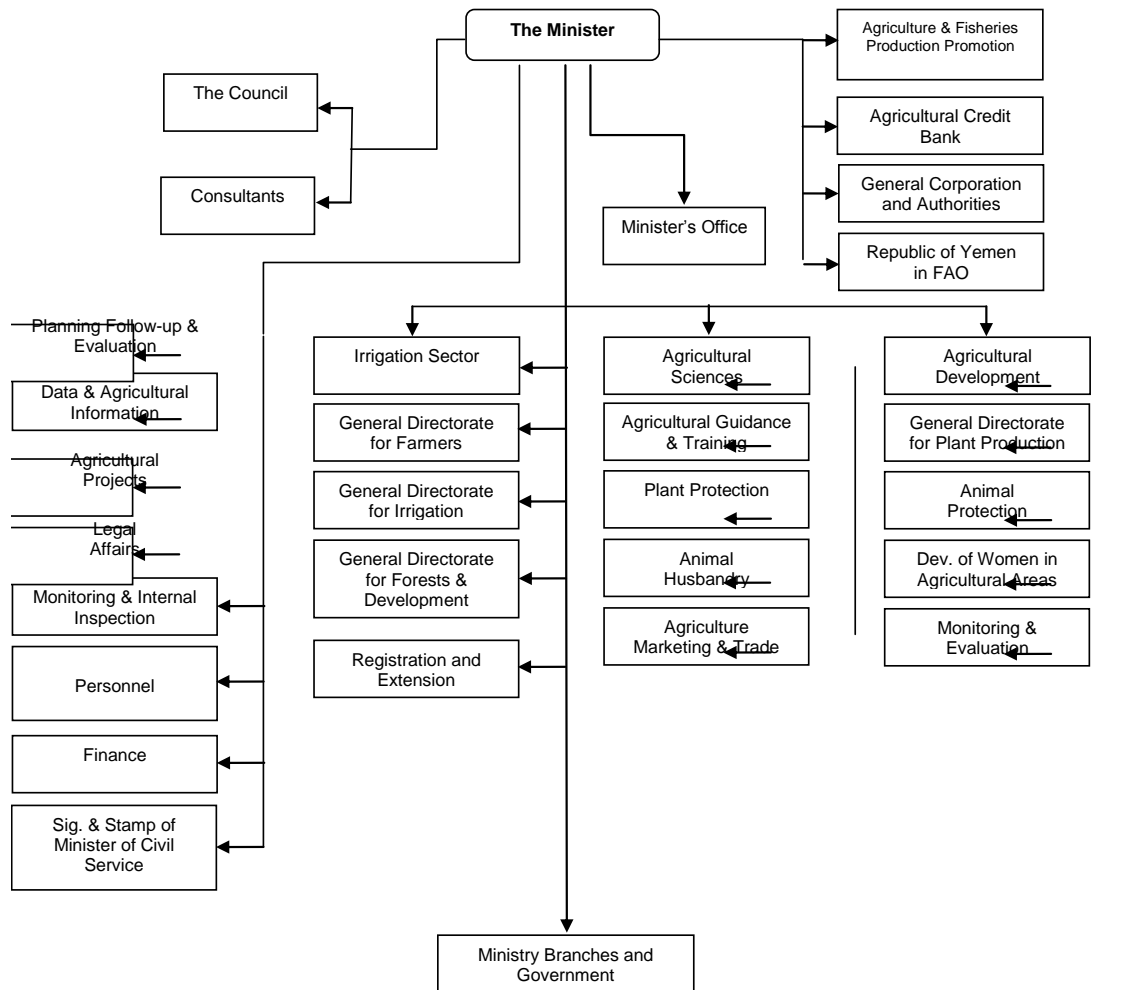 The Minister
Agriculture & Fisheries
Production Promotion
The Council
Agricultural Credit
Bank
Consultants
General Corporation
and Authorities
Minister's Office
Republic of Yemen
in FAO
Planning Follow-up &
Evaluation
Data & Agricultural
Information
Agricultural
Projects
Legal
Affairs
Monitoring & Internal
Inspection
Personnel
Finance
Sig. & Stamp of
Minister of Civil
Service
Irrigation Sector
General Directorate
for Farmers
General Directorate
for Irrigation
General Directorate
for Forests &
Development
Registration and
Extension
Agricultural
Sciences
Agricultural Guidance
& Training
Plant Protection
Animal
Husbandry
Agriculture
Marketing & Trade
Agricultural
Development
General Directorate
for Plant Production
Animal
Protection
Dev. of Women in
Agricultural Areas
Monitoring &
Evaluation
Ministry Branches and
Government